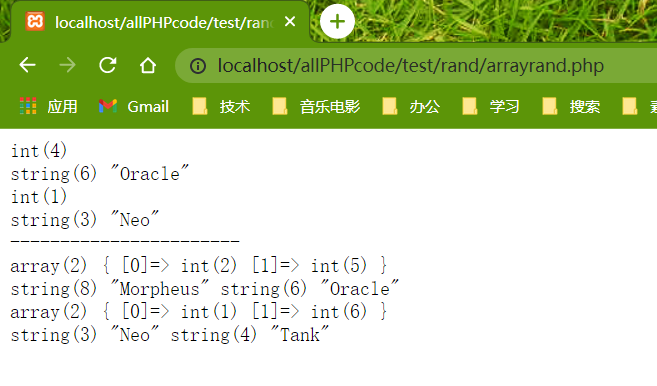 localhost/allPHPcode/test/rand
localhost/allPHPcode/test/rand/arrayrand.php
应用 Gmail 技术 音乐电影 办公 学习 搜索
int(4)
string(6) "Oracle"
int(1)
string(3) "Neo"
-----------------------
array(2) { [0]=> int(2) [1]=> int(5) }
string(8) "Morpheus" string(6) "Oracle"
array(2) { [0]=> int(1) [1]=> int(6) }
string(3) "Neo" string(4) "Tank"